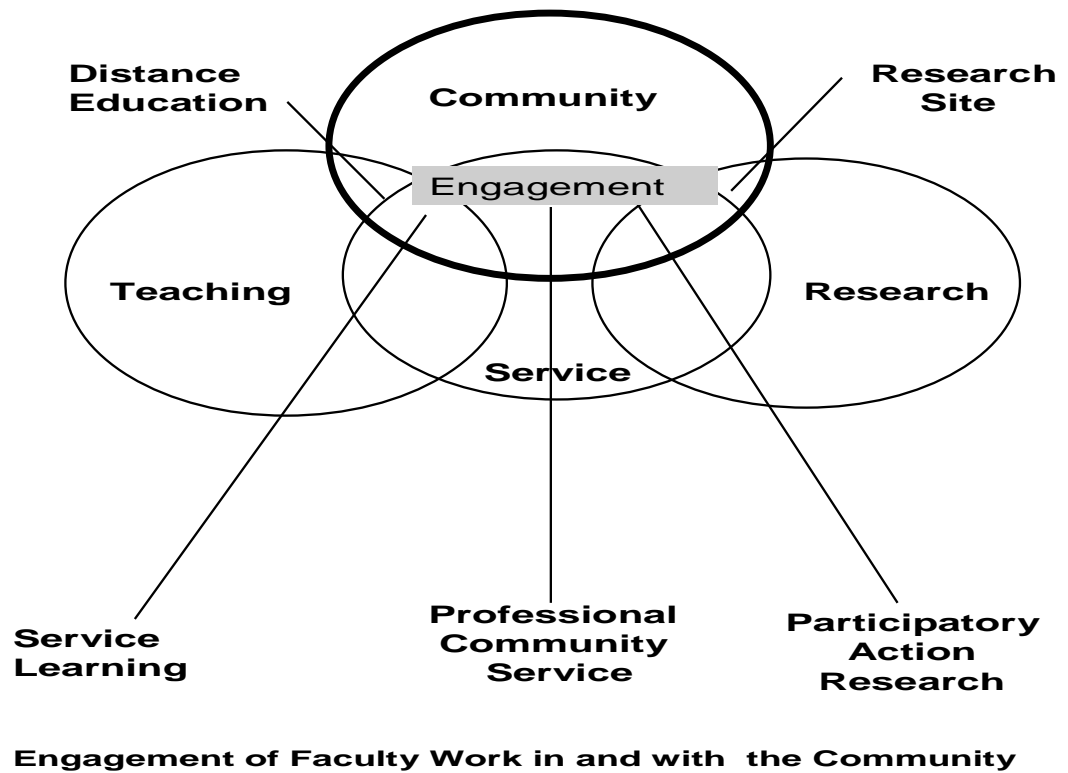 Distance
Education
Community
Research
Site
Engagement
Teaching
Research
Service
Service
Learning
Professional
Community
Service
Participatory
Action
Research
Engagement of Faculty Work in and with the Community